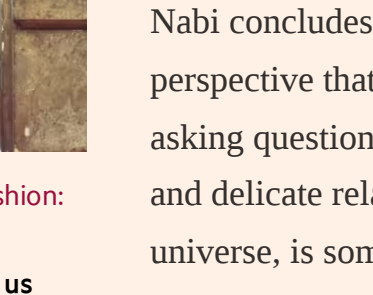 Nabi concludes
perspective that
asking question
and delicate rel
universe, is som
shion:
us